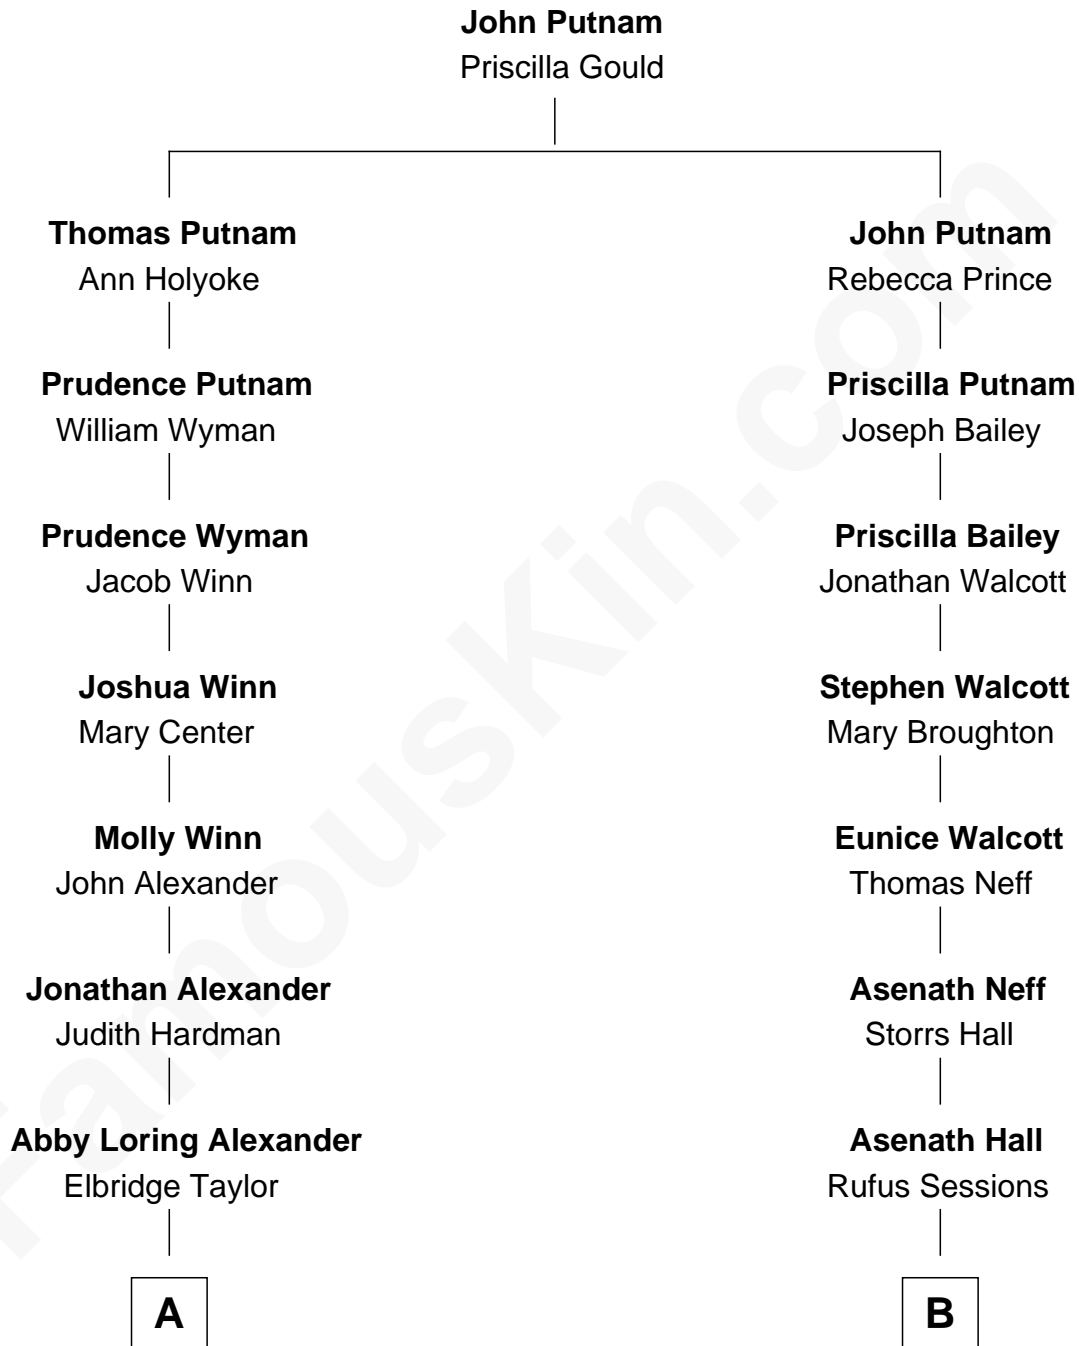 John Putnam
Priscilla Gould
Thomas Putnam
Ann Holyoke
Prudence Putnam
William Wyman
Prudence Wyman
Jacob Winn
Joshua Winn
Mary Center
Molly Winn
John Alexander
Jonathan Alexander
Judith Hardman
Abby Loring Alexander
Elbridge Taylor
A
John Putnam
Rebecca Prince
Priscilla Putnam
Joseph Bailey
Priscilla Bailey
Jonathan Walcott
Stephen Walcott
Mary Broughton
Eunice Walcott
Thomas Neff
Asenath Neff
Storrs Hall
Asenath Hall
Rufus Sessions
B
FamousKin.com